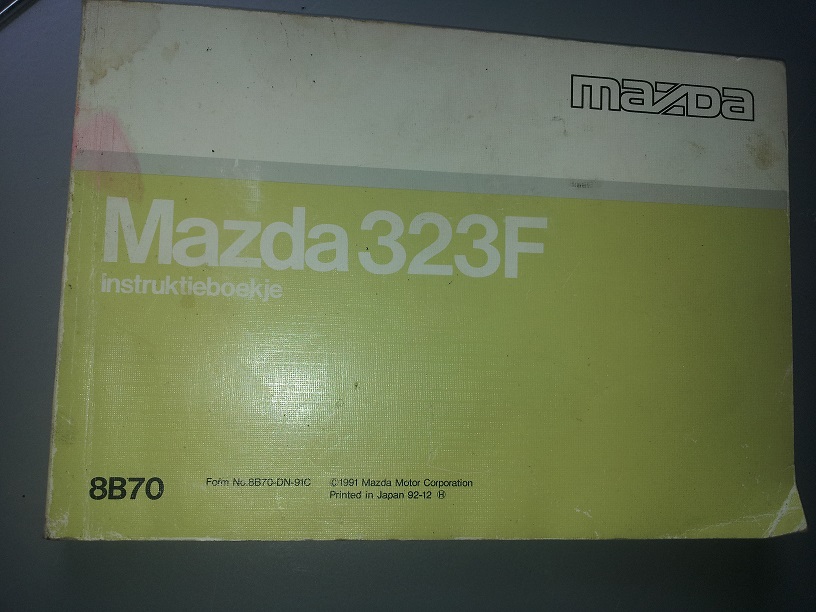 mazda
Mazda 323F
instruktieboekje
8B70
Form No.8B70-DN-91C
©1991 Mazda Motor Corporation
Printed in Japan 92-12 Ⓗ